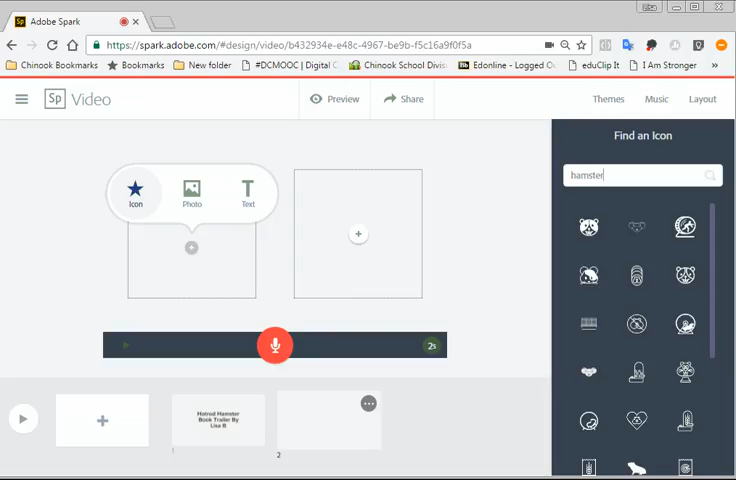 Elsa
Adobe Spark
https://spark.adobe.com/#design/video/b432934e-e48c-4967-be9b-f5c16a9f0f5a
Chinook Bookmarks
Bookmarks
New folder
#DCMOOC | Digital C
Chinook School Divis
Edonline - Logged Ou
eduClip It
I Am Stronger
»
Sp Video
Preview
Share
Themes
Music
Layout
Find an Icon
hamster
Icon
Photo
Text
2s
Hotrod Hamster
Book Trailer By
Lisa B
1
2